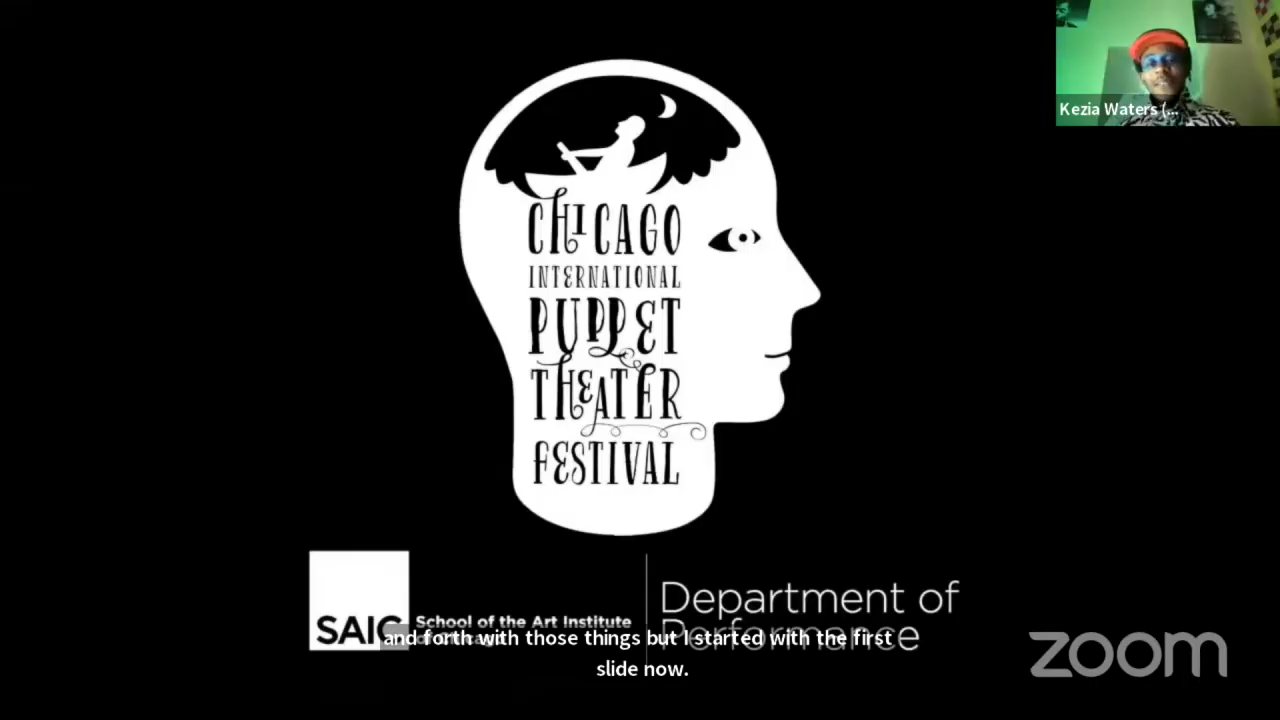 Kezia Waters (...
CHICAGO
INTERNATIONAL
PUPPET
THEATER
FESTIVAL
SAIC
School of the Art Institute
Department of
Performance
and forth with those things but I started with the first
slide now.
zoom